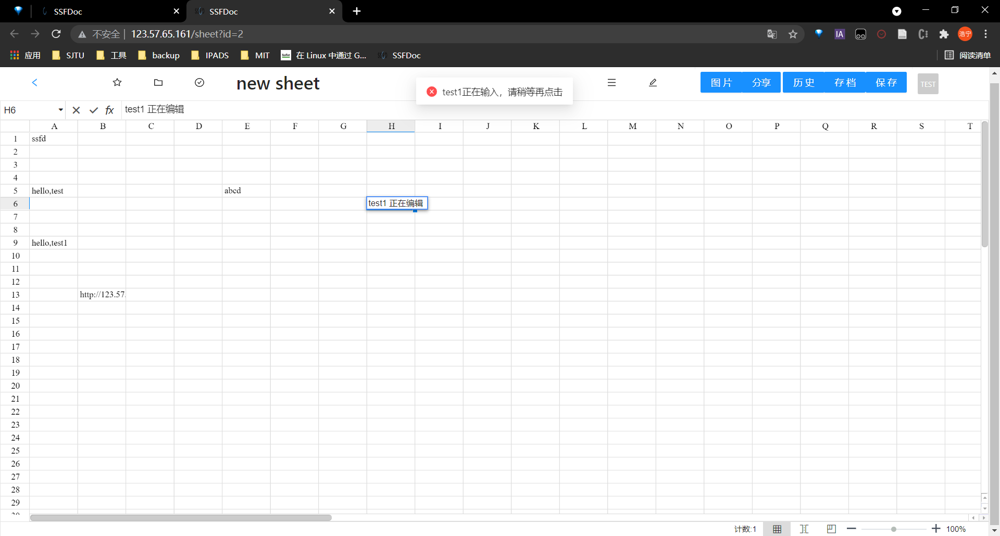 SSFDoc
SSFDoc
不安全 | 123.57.65.161/sheet?id=2
IA
浩宁
应用 SJTU 工具 backup IPADS MIT 在 Linux 中通过 G... SSFDoc
阅读清单
new sheet
test1正在输入，请稍等再点击
图片 分享 历史 存档 保存 TEST
H6 fx test1 正在编辑
A B C D E F G H I J K L M N O P Q R S T
1 ssfd
2
3
4
5 hello,test abcd
6 test1 正在编辑
7
8
9 hello,test1
10
11
12
13 http://123.57.
14
15
16
17
18
19
20
21
22
23
24
25
26
27
28
29
计数:1 100%